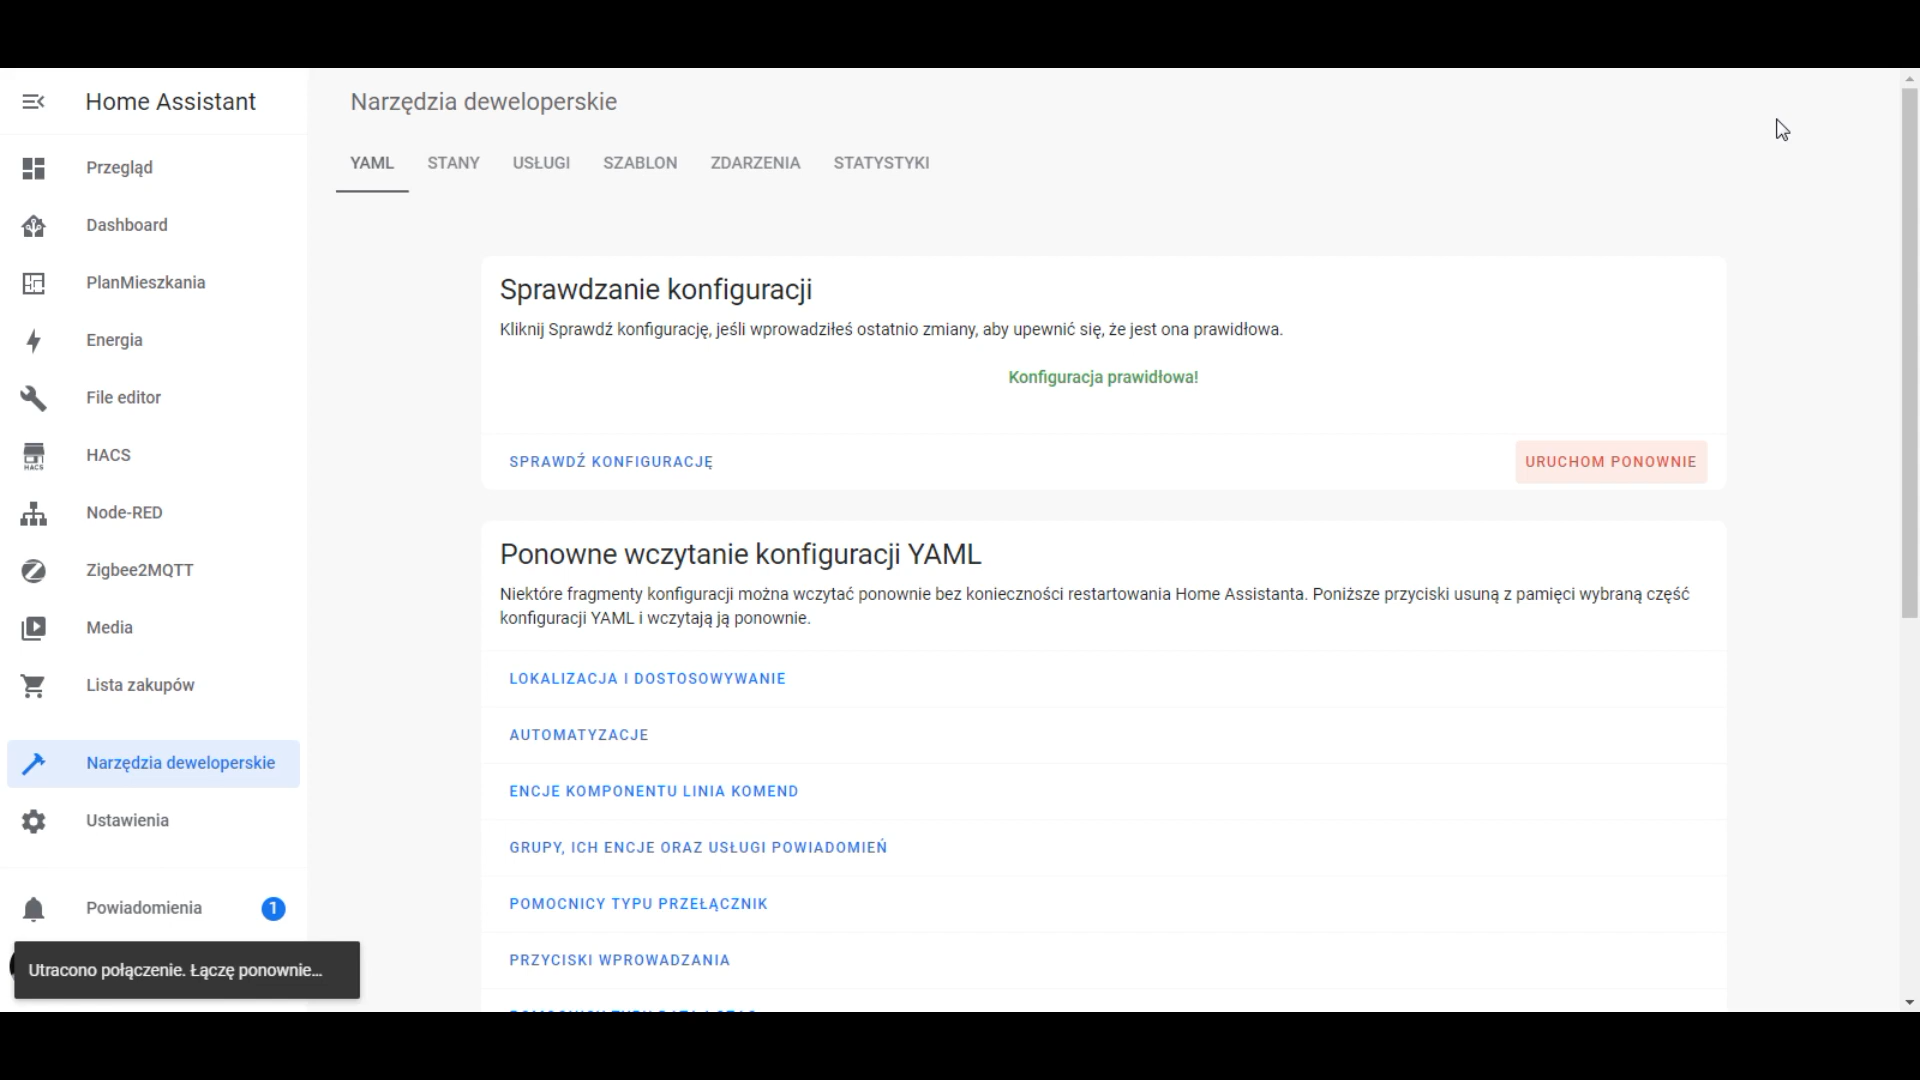 Home Assistant
Przegląd
Dashboard
PlanMieszkania
Energia
File editor
HACS
HACS
Node-RED
Zigbee2MQTT
Media
Lista zakupów
Narzędzia deweloperskie
Ustawienia
Powiadomienia 1
Utracono połączenie. Łączę ponownie...
Narzędzia deweloperskie
YAML STANY USŁUGI SZABLON ZDARZENIA STATYSTYKI
Sprawdzanie konfiguracji
Kliknij Sprawdź konfigurację, jeśli wprowadziłeś ostatnio zmiany, aby upewnić się, że jest ona prawidłowa.
Konfiguracja prawidłowa!
SPRAWDŹ KONFIGURACJĘ URUCHOM PONOWNIE
Ponowne wczytanie konfiguracji YAML
Niektóre fragmenty konfiguracji można wczytać ponownie bez konieczności restartowania Home Assistanta. Poniższe przyciski usuną z pamięci wybraną część
konfiguracji YAML i wczytają ją ponownie.
LOKALIZACJA I DOSTOSOWYWANIE
AUTOMATYZACJE
ENCJE KOMPONENTU LINIA KOMEND
GRUPY, ICH ENCJE ORAZ USŁUGI POWIADOMIEŃ
POMOCNICY TYPU PRZEŁĄCZNIK
PRZYCISKI WPROWADZANIA